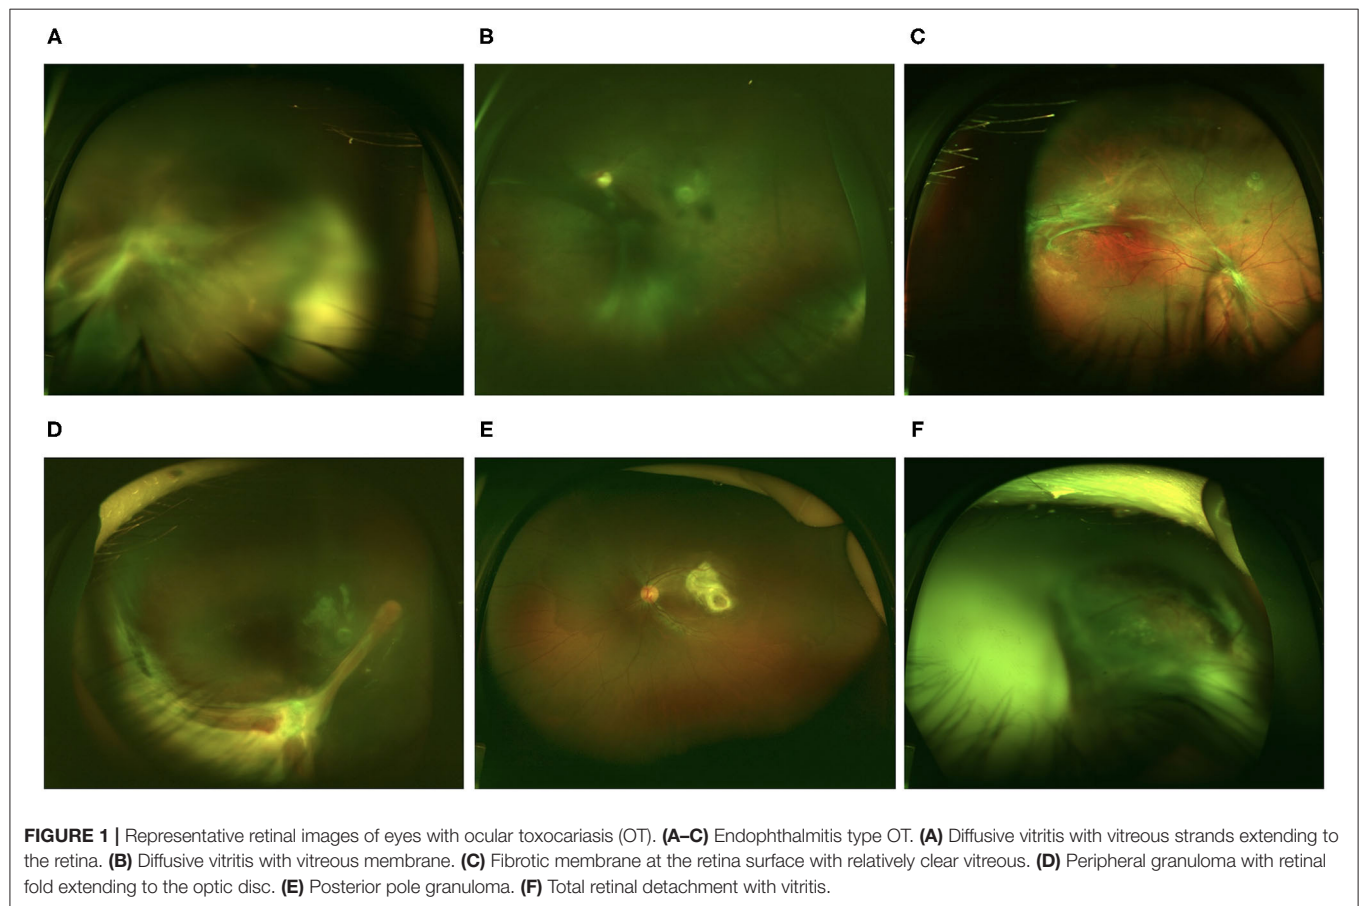 A
B
C
D
E
F
FIGURE 1 | Representative retinal images of eyes with ocular toxocariasis (OT). (A–C) Endophthalmitis type OT. (A) Diffusive vitritis with vitreous strands extending to
the retina. (B) Diffusive vitritis with vitreous membrane. (C) Fibrotic membrane at the retina surface with relatively clear vitreous. (D) Peripheral granuloma with retinal
fold extending to the optic disc. (E) Posterior pole granuloma. (F) Total retinal detachment with vitritis.